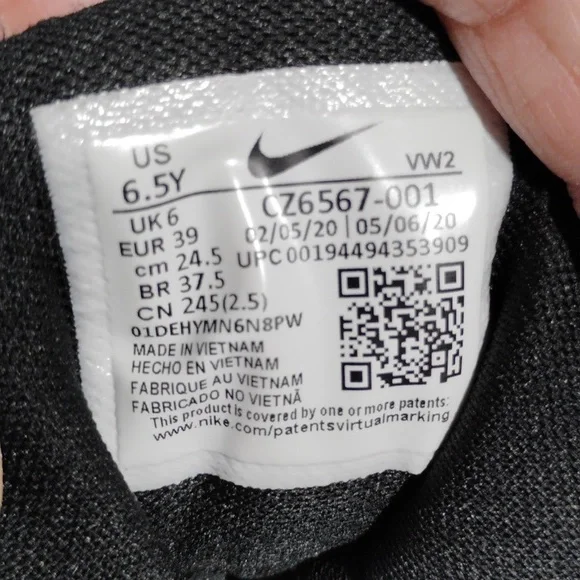 US
6.5Y
UK 6
EUR 39
cm 24.5
BR 37.5
CN 245(2.5)
VW2
CZ6567-001
02/05/20 | 05/06/20
UPC00194494353909
01DEHYMN6N8PW
MADE IN VIETNAM
HECHO EN VIETNAM
FABRIQUE AU VIETNAM
FABRICADO NO VIETNÃ
This product is covered by one or more patents:
www.nike.com/patentsvirtualmarking